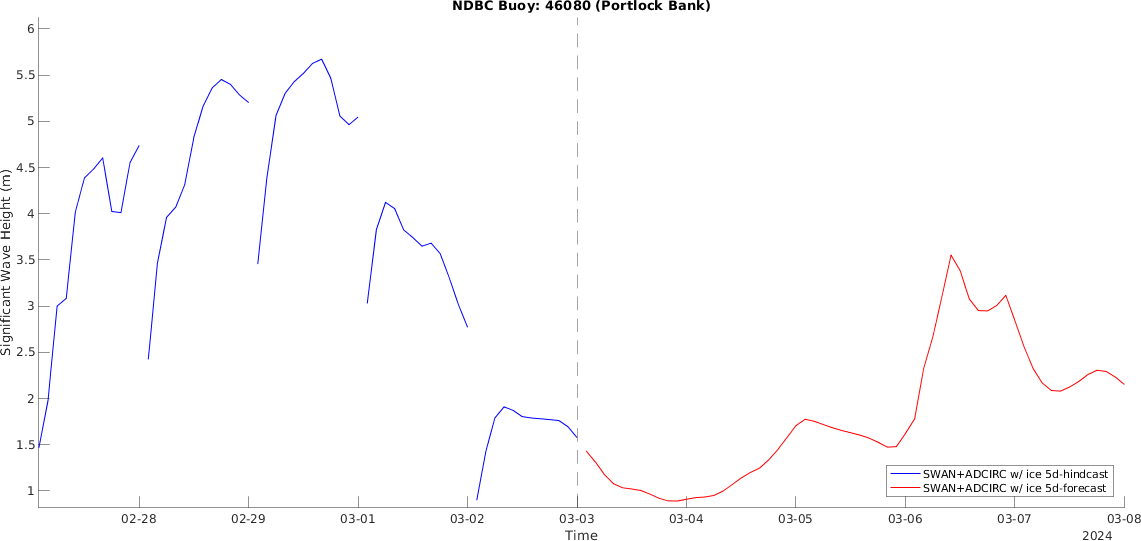 NDBC Buoy: 46080 (Portlock Bank)
6
5.5
5
4.5
4
3.5
3
2.5
2
1.5
1
Significant Wave Height (m)
SWAN+ADCIRC w/ ice 5d-hindcast
SWAN+ADCIRC w/ ice 5d-forecast
02-28 02-29 03-01 03-02 03-03 03-04 03-05 03-06 03-07 03-08
Time
2024